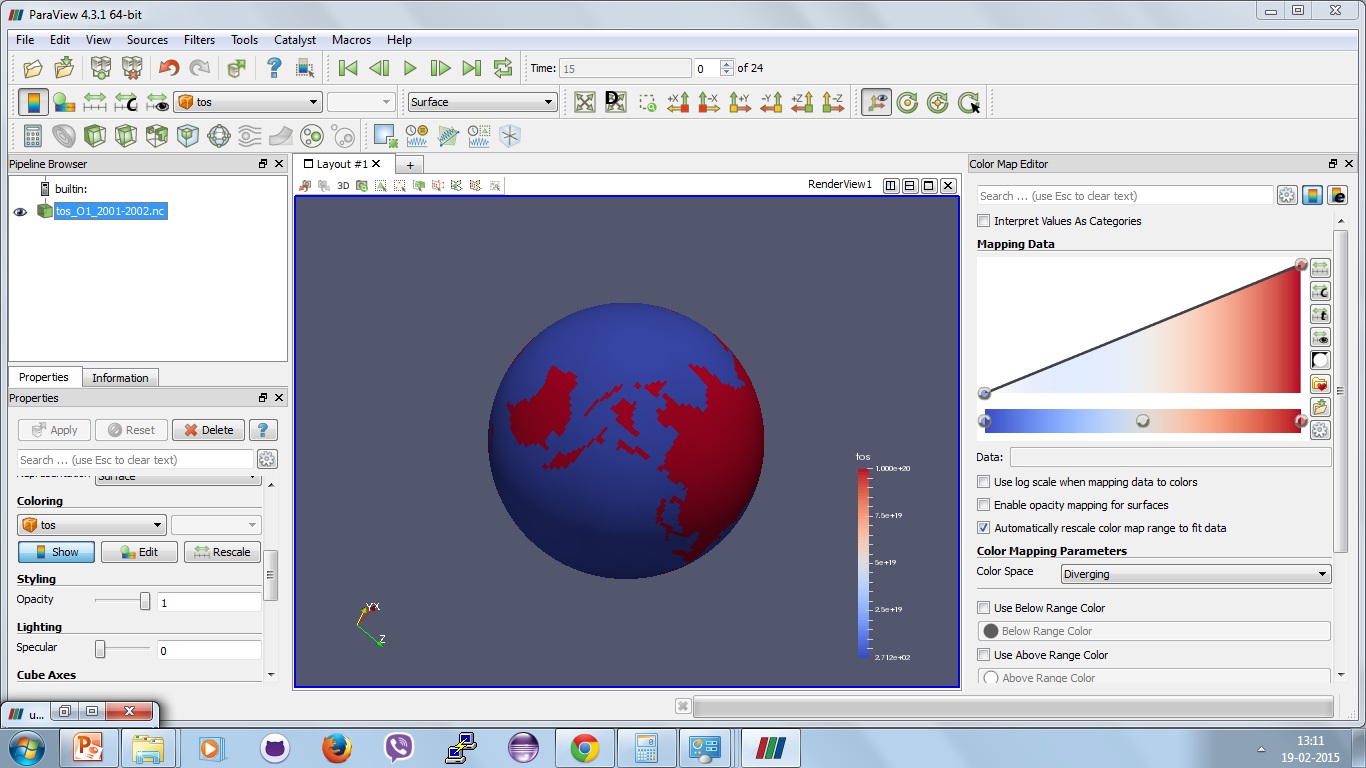 ParaView 4.3.1 64-bit
File Edit View Sources Filters Tools Catalyst Macros Help
Time: 15 0 of 24
tos Surface
+X -X +Y -Y +Z -Z
Pipeline Browser
builtin:
tos_O1_2001-2002.nc
Properties Information
Properties
Apply Reset Delete ?
Search ... (use Esc to clear text)
Representation Surface
Coloring
tos
Show Edit Rescale
Styling
Opacity 1
Lighting
Specular 0
Cube Axes
Layout #1 +
3D RenderView1
tos
1.000e+20
7.5e+19
5e+19
2.5e+19
2.712e+02
YX
Z
Color Map Editor
Search ... (use Esc to clear text)
Interpret Values As Categories
Mapping Data
Data:
Use log scale when mapping data to colors
Enable opacity mapping for surfaces
Automatically rescale color map range to fit data
Color Mapping Parameters
Color Space Diverging
Use Below Range Color
Below Range Color
Use Above Range Color
Above Range Color
u...
13:11
19-02-2015